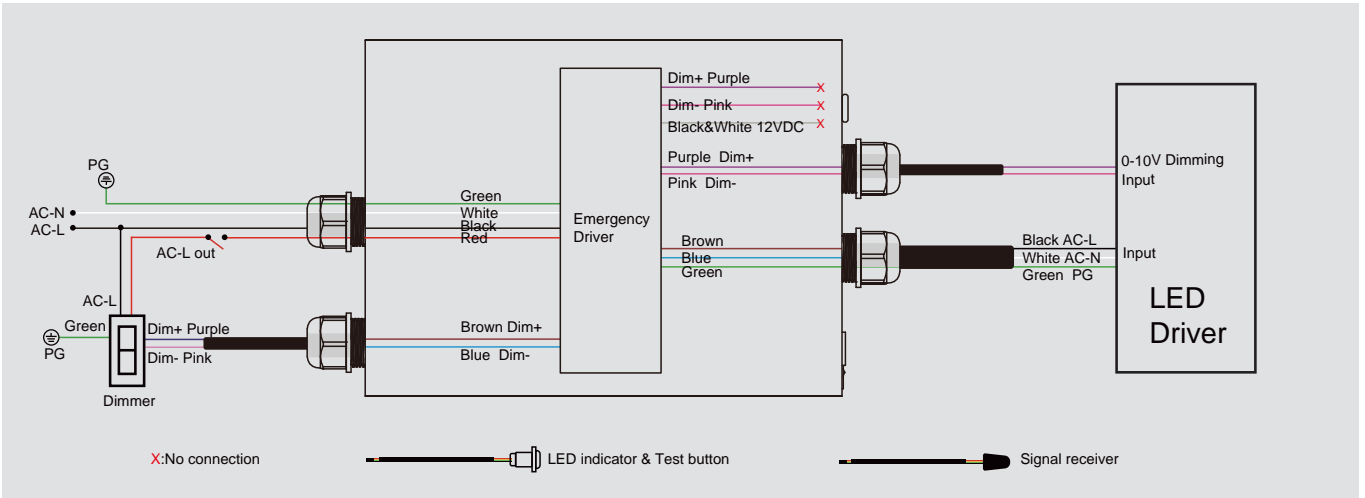 Dim+ Purple
Dim- Pink
Black&White 12VDC
PG
Purple Dim+
Pink Dim-
0-10V Dimming
Input
Green
White
Black
Red
AC-N
AC-L
AC-L out
Emergency
Driver
Brown
Blue
Green
Black AC-L
White AC-N
Green PG
Input
LED
Driver
AC-L
Green
PG
Dim+ Purple
Dim- Pink
Brown Dim+
Blue Dim-
Dimmer
X:No connection
LED indicator & Test button
Signal receiver
X
X
X